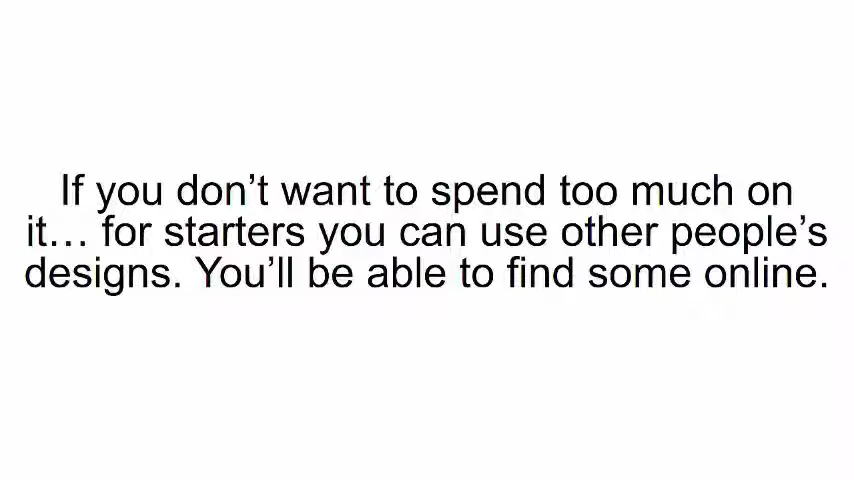 If you don’t want to spend too much on
it… for starters you can use other people’s
designs. You’ll be able to find some online.